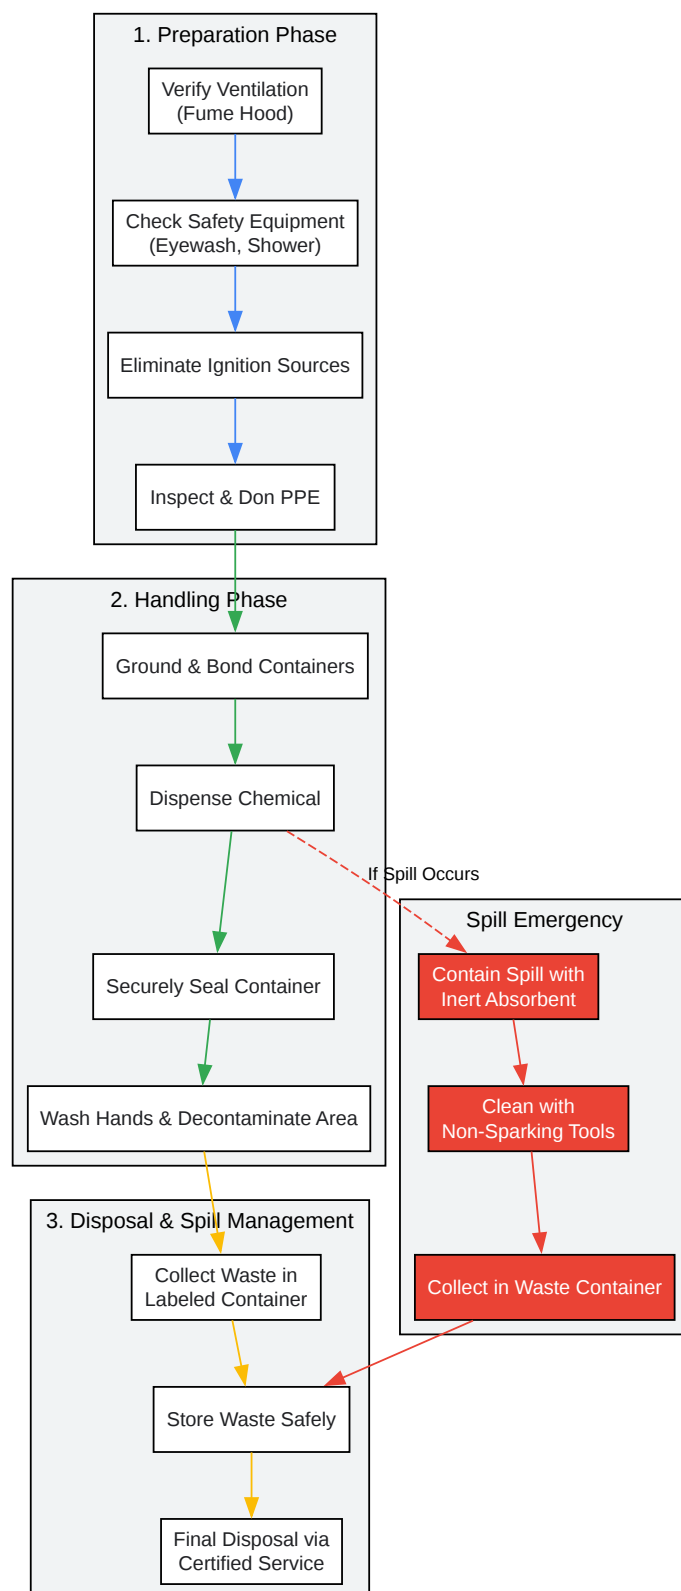 1. Preparation Phase
Verify Ventilation
(Fume Hood)
Check Safety Equipment
(Eyewash, Shower)
Eliminate Ignition Sources
Inspect & Don PPE
2. Handling Phase
Ground & Bond Containers
Dispense Chemical
If Spill Occurs
Securely Seal Container
Wash Hands & Decontaminate Area
Spill Emergency
Contain Spill with
Inert Absorbent
Clean with
Non-Sparking Tools
Collect in Waste Container
3. Disposal & Spill Management
Collect Waste in
Labeled Container
Store Waste Safely
Final Disposal via
Certified Service